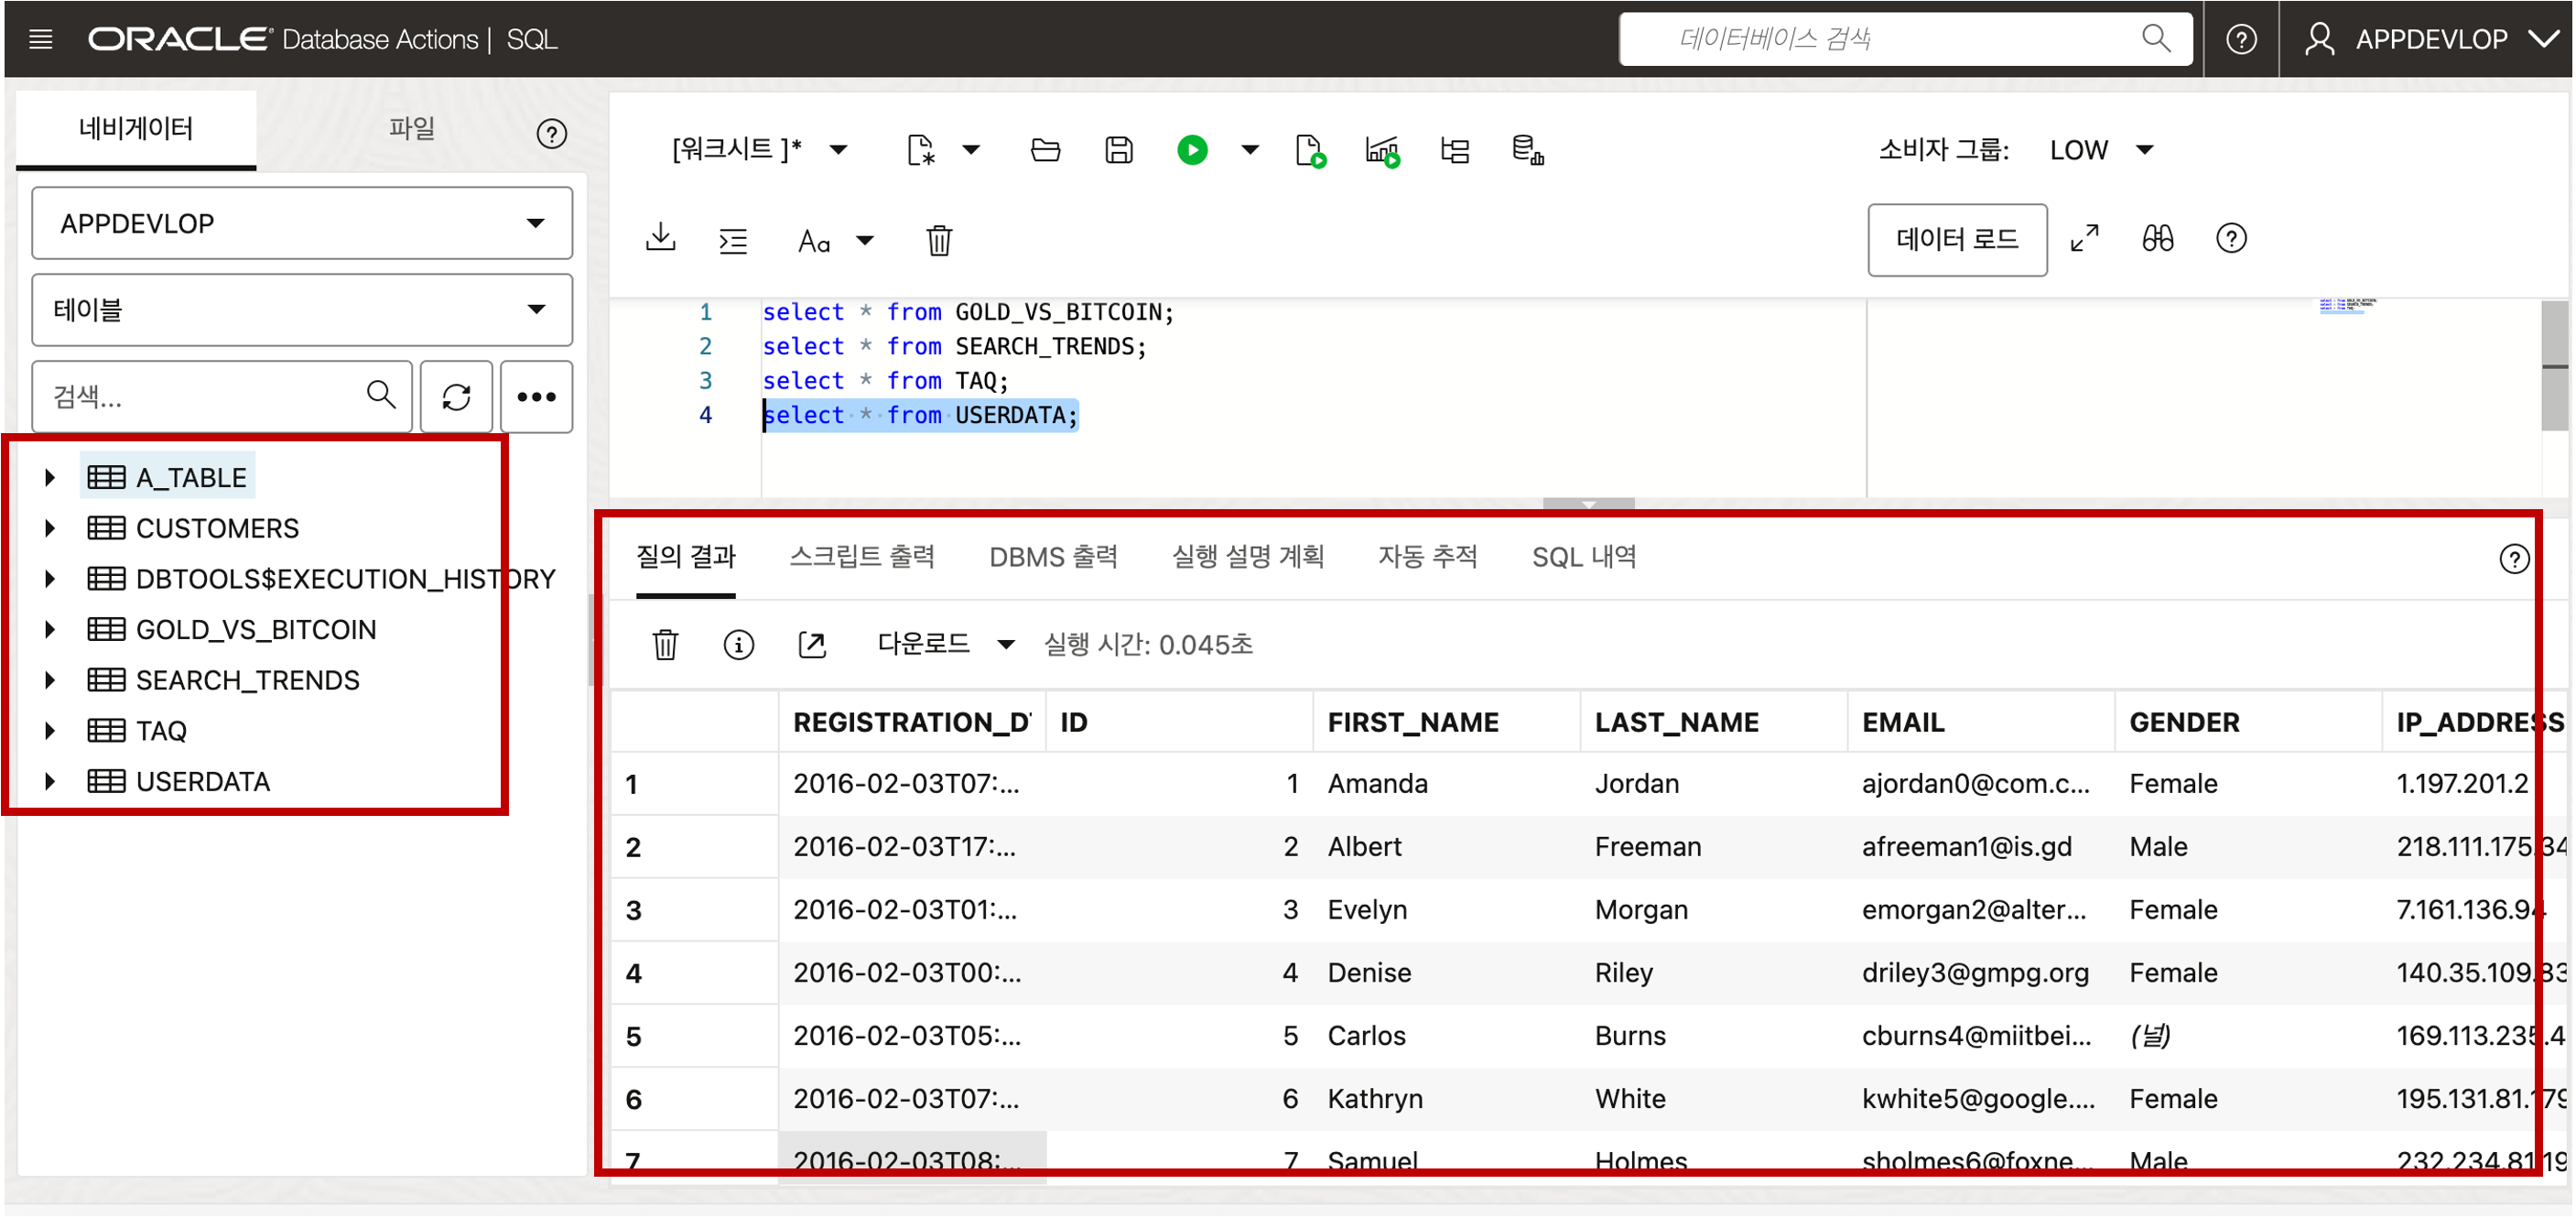 ORACLE Database Actions | SQL
데이터베이스 검색
APPDEVLOP
네비게이터
파일
APPDEVLOP
테이블
검색...
A_TABLE
CUSTOMERS
DBTOOLS$EXECUTION_HISTORY
GOLD_VS_BITCOIN
SEARCH_TRENDS
TAQ
USERDATA
[워크시트 ]*
소비자 그룹: LOW
Aa
데이터 로드
1 select * from GOLD_VS_BITCOIN;
2 select * from SEARCH_TRENDS;
3 select * from TAQ;
4 select * from USERDATA;
질의 결과 스크립트 출력 DBMS 출력 실행 설명 계획 자동 추적 SQL 내역
다운로드 실행 시간: 0.045초
REGISTRATION_D ID FIRST_NAME LAST_NAME EMAIL GENDER IP_ADDRESS
1 2016-02-03T07:... 1 Amanda Jordan ajordan0@com.c... Female 1.197.201.2
2 2016-02-03T17:... 2 Albert Freeman afreeman1@is.gd Male 218.111.175.34
3 2016-02-03T01:... 3 Evelyn Morgan emorgan2@alter... Female 7.161.136.94
4 2016-02-03T00:... 4 Denise Riley driley3@gmpg.org Female 140.35.109.83
5 2016-02-03T05:... 5 Carlos Burns cburns4@miitbei... (널) 169.113.235.4
6 2016-02-03T07:... 6 Kathryn White kwhite5@google.... Female 195.131.81.179
7 2016-02-03T08:... 7 Samuel Holmes sholmes6@foxne... Male 232.234.81.19